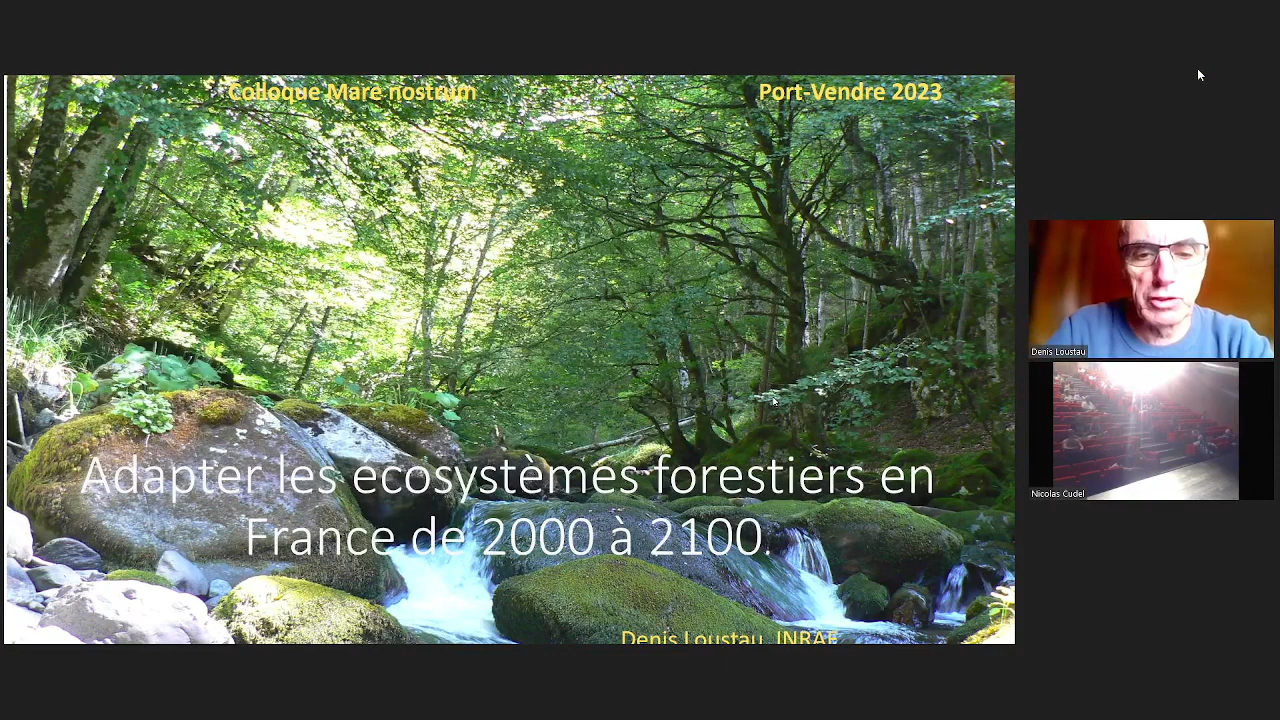 Colloque Mare nostrum
Port-Vendre 2023
Adapter les écosystèmes forestiers en
France de 2000 à 2100.
Denis Loustau, INRAE
Denis Loustau
Nicolas Cudel